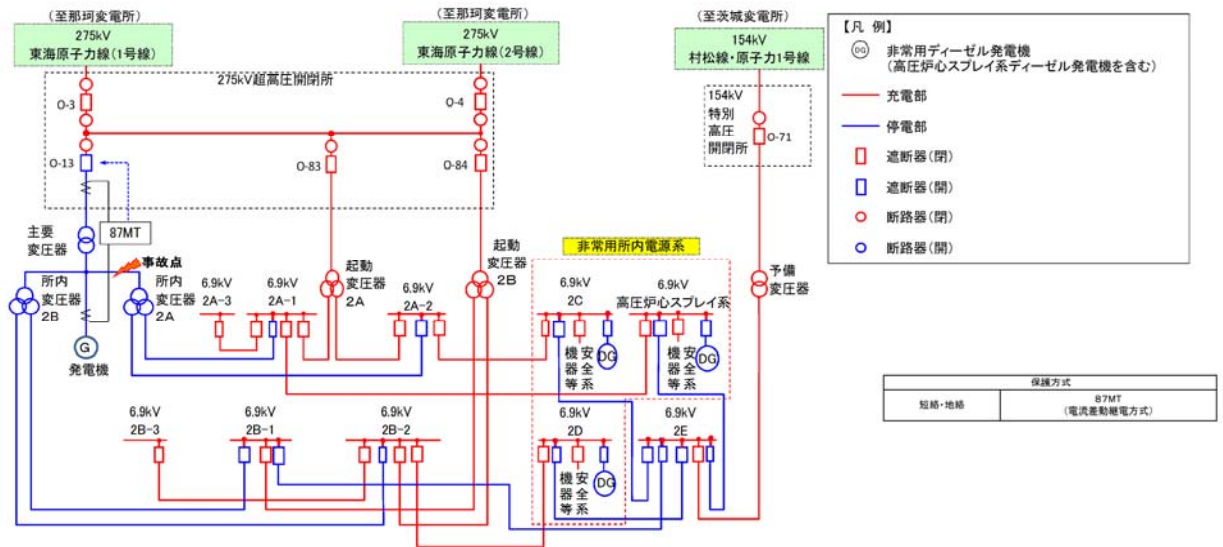 (至那珂変電所)
275kV
東海原子力線(1号線)
(至那珂変電所)
275kV
東海原子力線(2号線)
(至茨城変電所)
154kV
村松線・原子力1号線
275kV超高圧開閉所
O-3
O-4
O-13
O-83
O-84
154kV
特別
高圧
開閉所
O-71
【凡 例】
DG
非常用ディーゼル発電機
(高圧炉心スプレイ系ディーゼル発電機を含む)
充電部
停電部
遮断器(閉)
遮断器(開)
断路器(閉)
断路器(開)
87MT
主要
変圧器
事故点
所内
変圧器
2B
所内
変圧器
2A
G
発電機
6.9kV
2A-3
6.9kV
2A-1
起動
変圧器
2A
6.9kV
2A-2
起動
変圧器
2B
非常用所内電源系
6.9kV
2C
6.9kV
高圧炉心スプレイ系
予備
変圧器
安全系
機器等
DG
安全系
機器等
DG
6.9kV
2B-3
6.9kV
2B-1
6.9kV
2B-2
6.9kV
2D
6.9kV
2E
安全系
機器等
DG
保護方式
短絡・地絡
87MT
(電流差動継電方式)